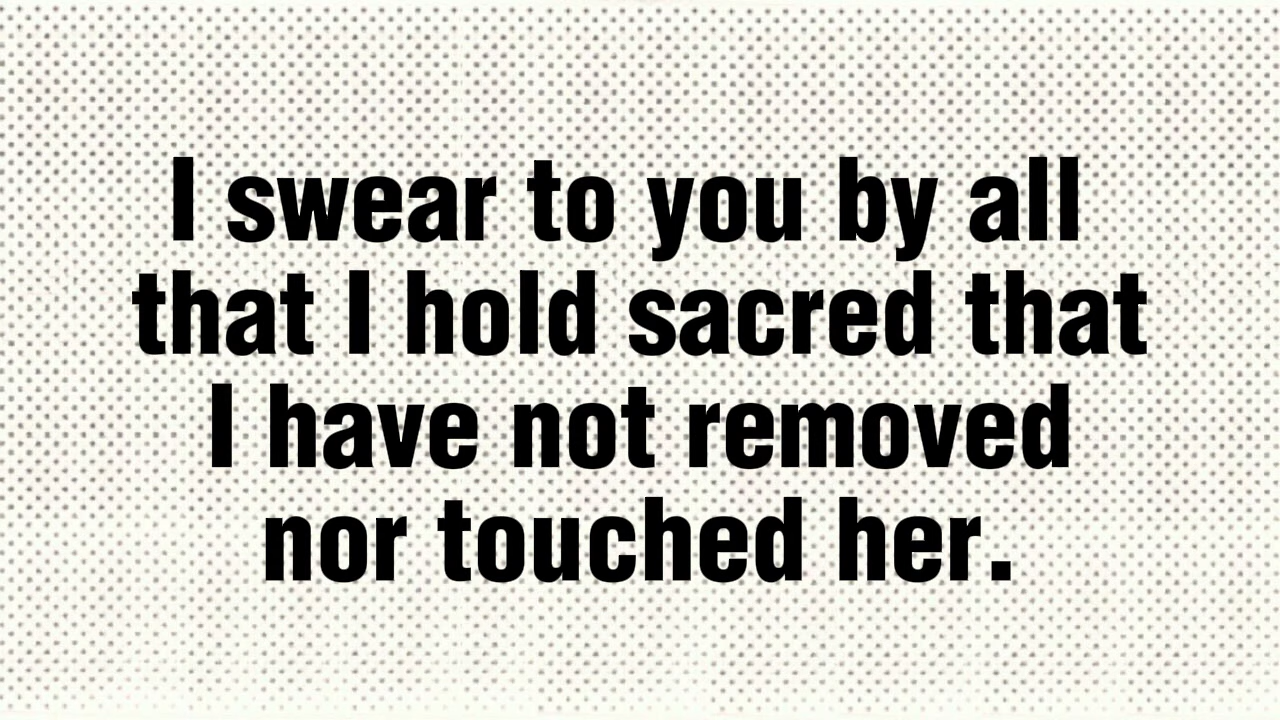 I swear to you by all
that I hold sacred that
I have not removed
nor touched her.